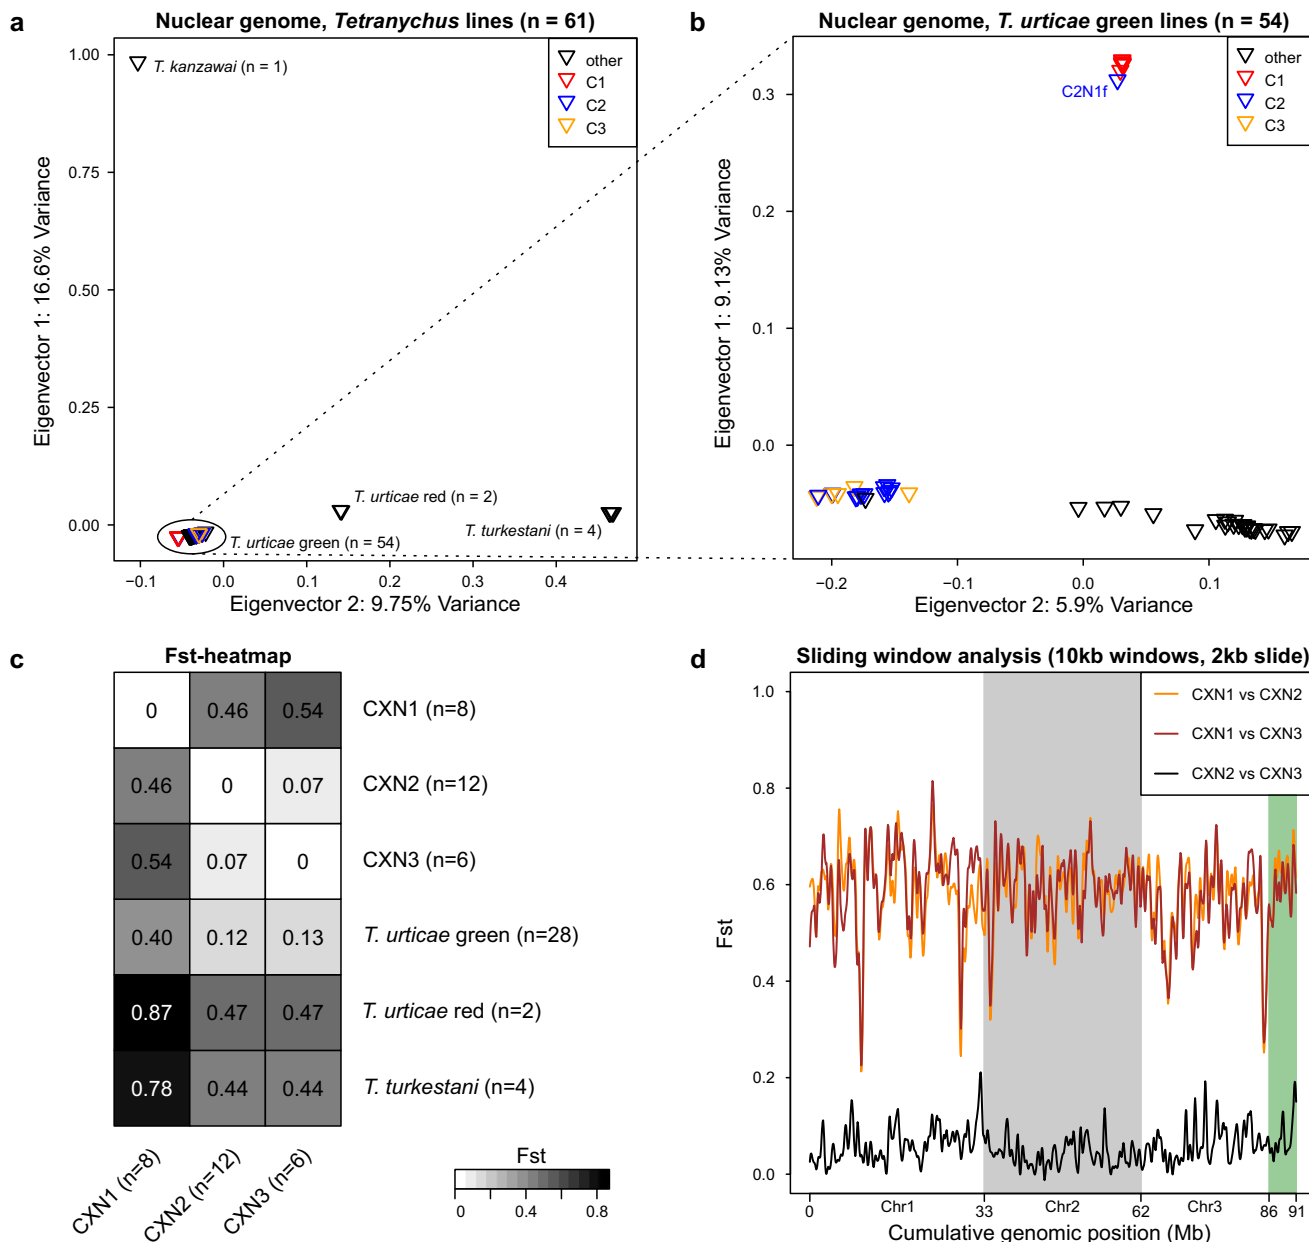 a
Nuclear genome, Tetranychus lines (n = 61)
1.00
0.75
0.50
0.25
0.00
Eigenvector 1: 16.6% Variance
T. kanzawai (n = 1)
other
C1
C2
C3
T. urticae red (n = 2)
T. turkestani (n = 4)
T. urticae green (n = 54)
−0.1
0.0
0.1
0.2
0.3
0.4
Eigenvector 2: 9.75% Variance
b
Nuclear genome, T. urticae green lines (n = 54)
0.3
0.2
0.1
0.0
Eigenvector 1: 9.13% Variance
C2N1f
other
C1
C2
C3
−0.2
−0.1
0.0
0.1
Eigenvector 2: 5.9% Variance
c
Fst-heatmap
0 0.46 0.54 CXN1 (n=8)
0.46 0 0.07 CXN2 (n=12)
0.54 0.07 0 CXN3 (n=6)
0.40 0.12 0.13 T. urticae green (n=28)
0.87 0.47 0.47 T. urticae red (n=2)
0.78 0.44 0.44 T. turkestani (n=4)
CXN1 (n=8)
CXN2 (n=12)
CXN3 (n=6)
Fst
0 0.4 0.8
d
Sliding window analysis (10kb windows, 2kb slide)
CXN1 vs CXN2
CXN1 vs CXN3
CXN2 vs CXN3
1.0
0.8
0.6
0.4
0.2
0.0
Fst
0 Chr1 33 Chr2 62 Chr3 86 91
Cumulative genomic position (Mb)